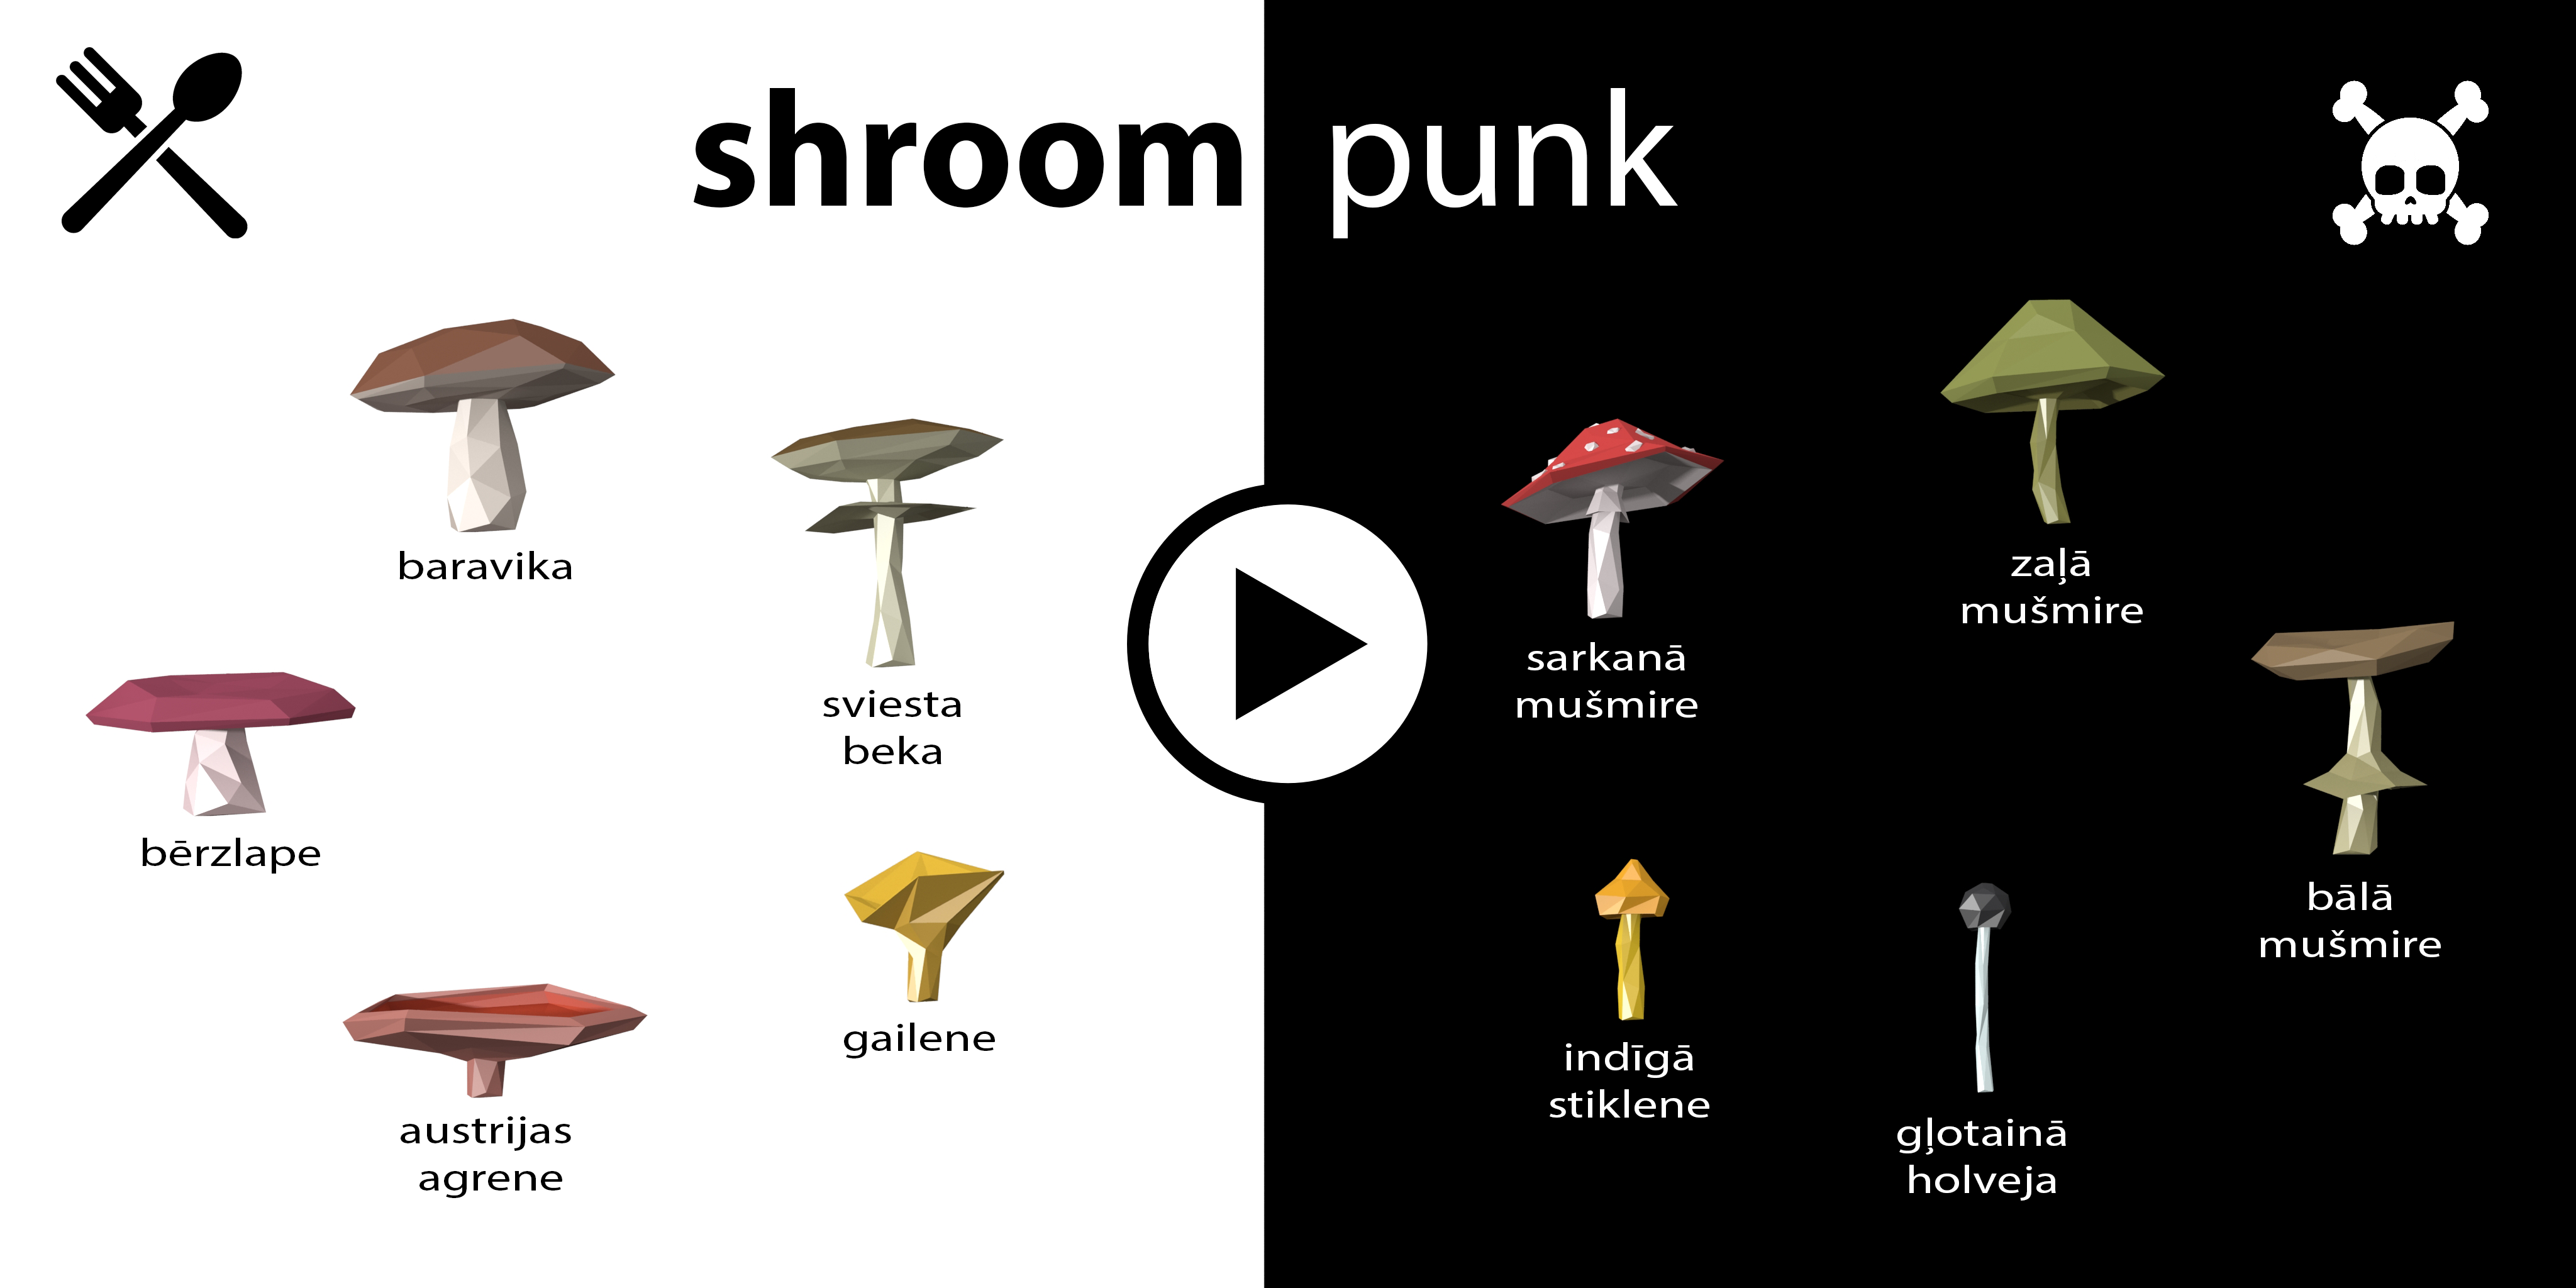 shroom punk
baravika
sviesta
beka
bērzlape
gailene
austrijas
agrene
sarkanā
mušmire
zaļā
mušmire
bālā
mušmire
indīgā
stiklene
gļotainā
holveja